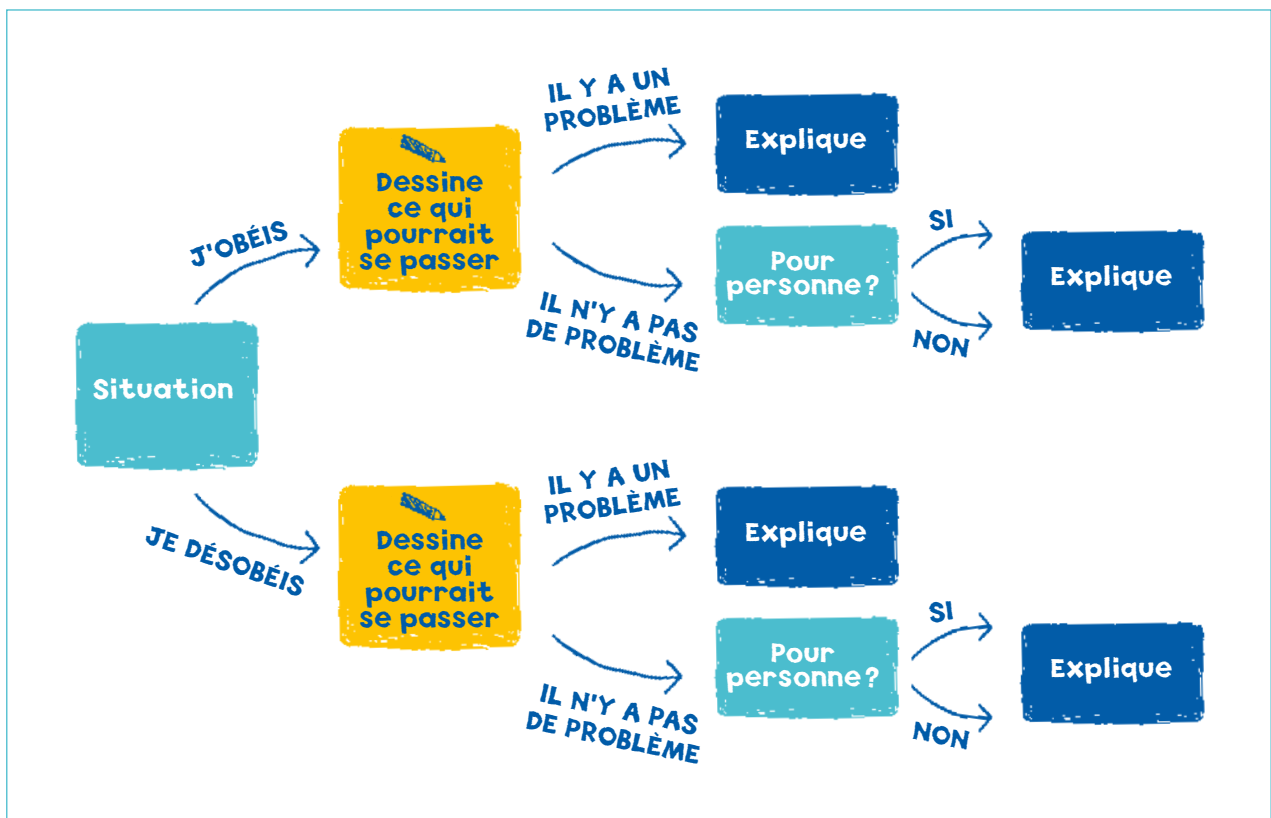 Situation
J'OBÉIS
Dessine
ce qui
pourrait
se passer
IL Y A UN
PROBLÈME
Explique
IL N'Y A PAS
DE PROBLÈME
Pour
personne?
SI
NON
Explique
JE DÉSOBÉIS
Dessine
ce qui
pourrait
se passer
IL Y A UN
PROBLÈME
Explique
IL N'Y A PAS
DE PROBLÈME
Pour
personne?
SI
NON
Explique